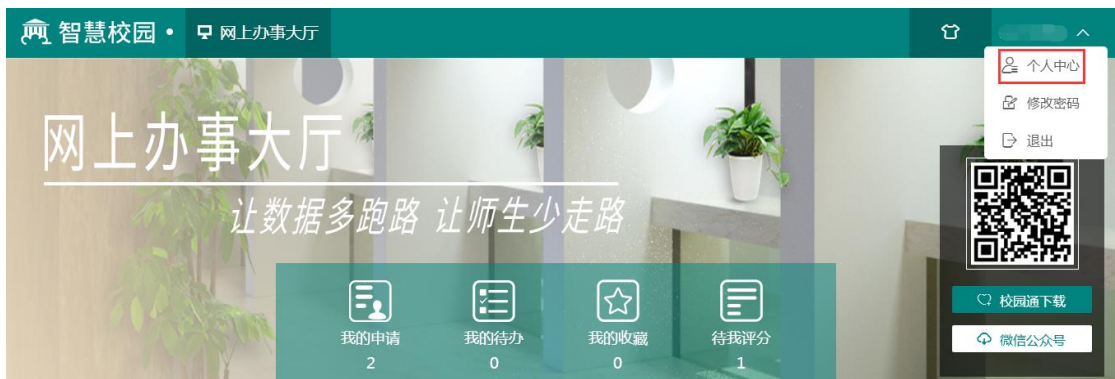 智慧校园• 网上办事大厅
个人中心
修改密码
退出
网上办事大厅
让数据多跑路 让师生少走路
我的申请 我的待办 我的收藏 待我评分
2 0 0 1
校园通下载
微信公众号